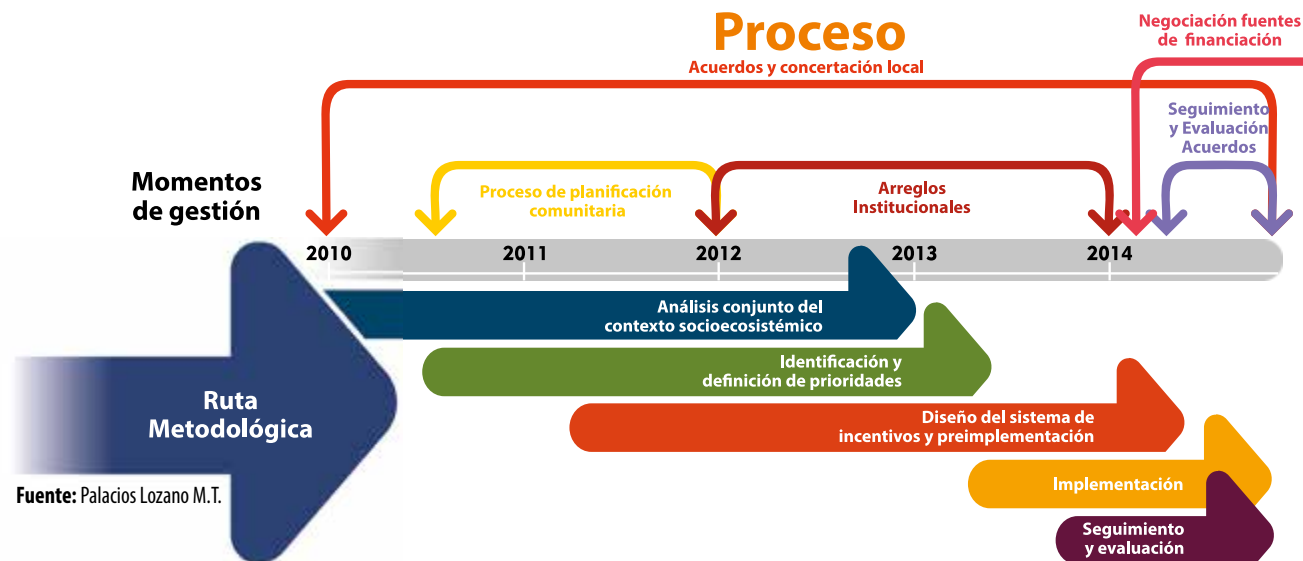 Proceso
Acuerdos y concertación local
Negociación fuentes
de financiación
Seguimiento
y Evaluación
Acuerdos
Momentos
de gestión
Proceso de planificación
comunitaria
Arreglos
Institucionales
2010
2011
2012
2013
2014
Análisis conjunto del
contexto socioecosistémico
Identificación y
definición de prioridades
Ruta
Metodológica
Diseño del sistema de
incentivos y preimplementación
Implementación
Fuente: Palacios Lozano M.T.
Seguimiento
y evaluación